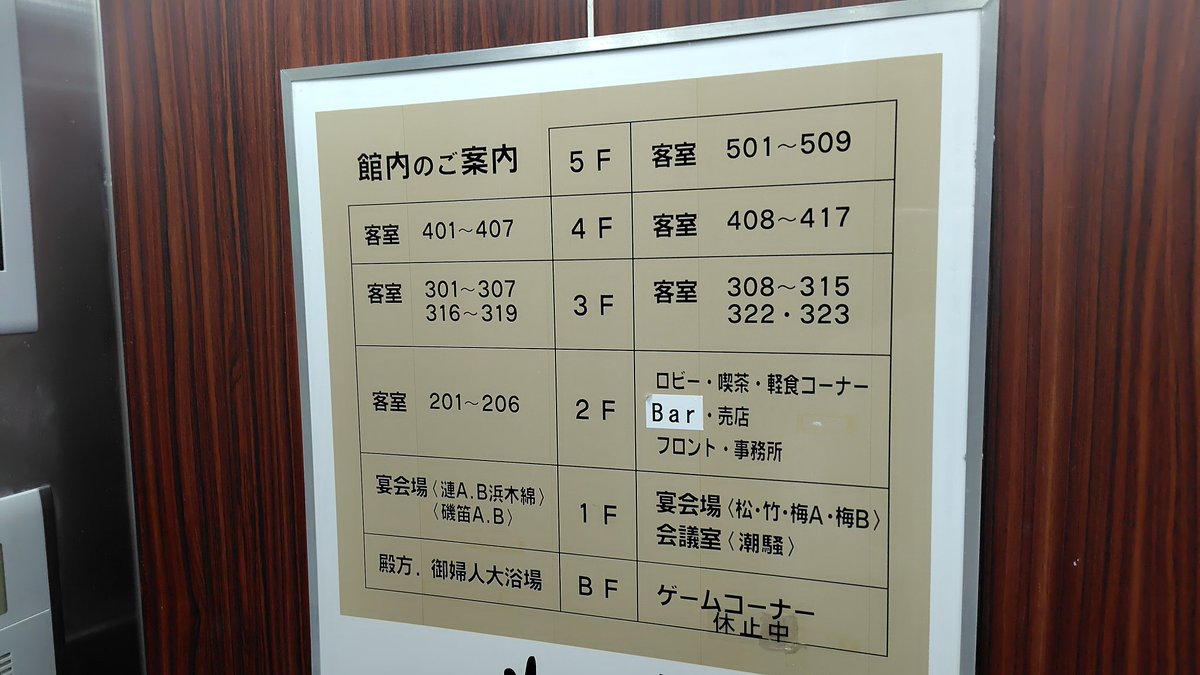 館内のご案内
5F 客室 501～509
客室 401～407 4F 客室 408～417
客室 301～307 3F 客室 308～315
316～319 322・323
客室 201～206 2F ロビー・喫茶・軽食コーナー
Bar・売店
フロント・事務所
宴会場〈漣A.B浜木綿〉 1F 宴会場〈松・竹・梅A・梅B〉
〈磯笛A.B〉 会議室〈潮騒〉
殿方. 御婦人大浴場 BF ゲームコーナー
休止中